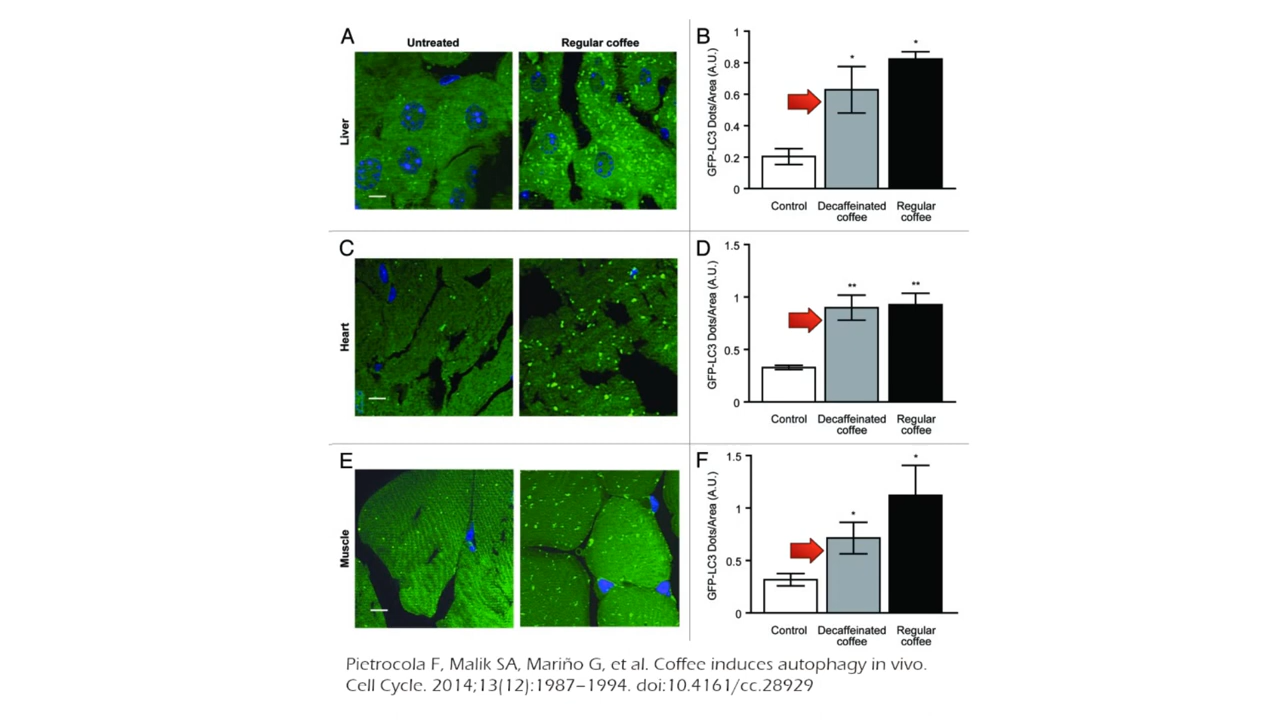 A
Untreated
Regular coffee
Liver
B
GFP-LC3 Dots/Area (A.U.)
1
0.8
0.6
0.4
0.2
0
*
*
Control
Decaffeinated
coffee
Regular
coffee
C
Heart
D
GFP-LC3 Dots/Area (A.U.)
1.5
1
0.5
0
**
**
Control
Decaffeinated
coffee
Regular
coffee
E
Muscle
F
GFP-LC3 Dots/Area (A.U.)
1.5
1
0.5
0
*
*
Control
Decaffeinated
coffee
Regular
coffee
Pietrocola F, Malik SA, Mariño G, et al. Coffee induces autophagy in vivo.
Cell Cycle. 2014;13(12):1987–1994. doi:10.4161/cc.28929